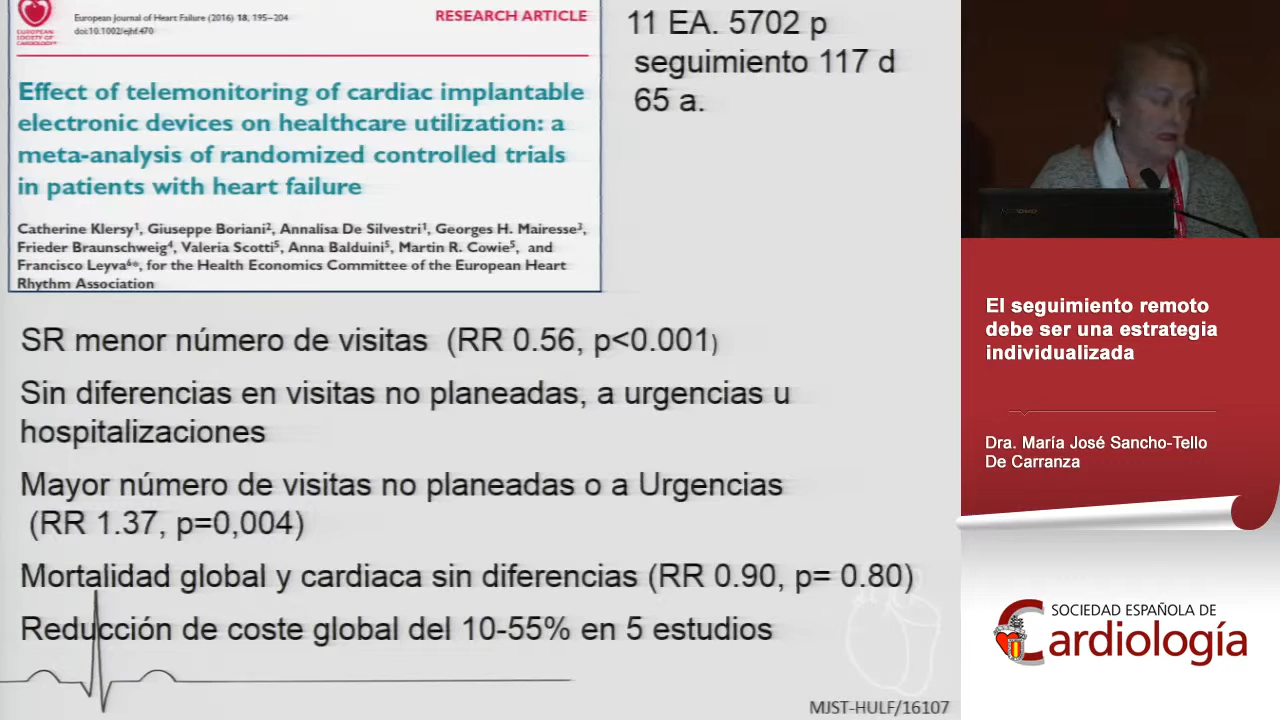 European Journal of Heart Failure (2016) 18, 195–204
doi:10.1002/ejhf.470
RESEARCH ARTICLE
EUROPEAN
SOCIETY OF
CARDIOLOGY®
Effect of telemonitoring of cardiac implantable
electronic devices on healthcare utilization: a
meta-analysis of randomized controlled trials
in patients with heart failure
Catherine Klersy¹, Giuseppe Boriani², Annalisa De Silvestri¹, Georges H. Mairesse³,
Frieder Braunschweig⁴, Valeria Scotti⁵, Anna Balduini⁵, Martin R. Cowie⁵, and
Francisco Leyva⁶*, for the Health Economics Committee of the European Heart
Rhythm Association
11 EA. 5702 p
seguimiento 117 d
65 a.
SR menor número de visitas (RR 0.56, p<0.001)
Sin diferencias en visitas no planeadas, a urgencias u
hospitalizaciones
Mayor número de visitas no planeadas o a Urgencias
(RR 1.37, p=0,004)
Mortalidad global y cardiaca sin diferencias (RR 0.90, p= 0.80)
Reducción de coste global del 10-55% en 5 estudios
MJST-HULF/16107
El seguimiento remoto
debe ser una estrategia
individualizada
Dra. María José Sancho-Tello
De Carranza
SOCIEDAD ESPAÑOLA DE
Cardiología